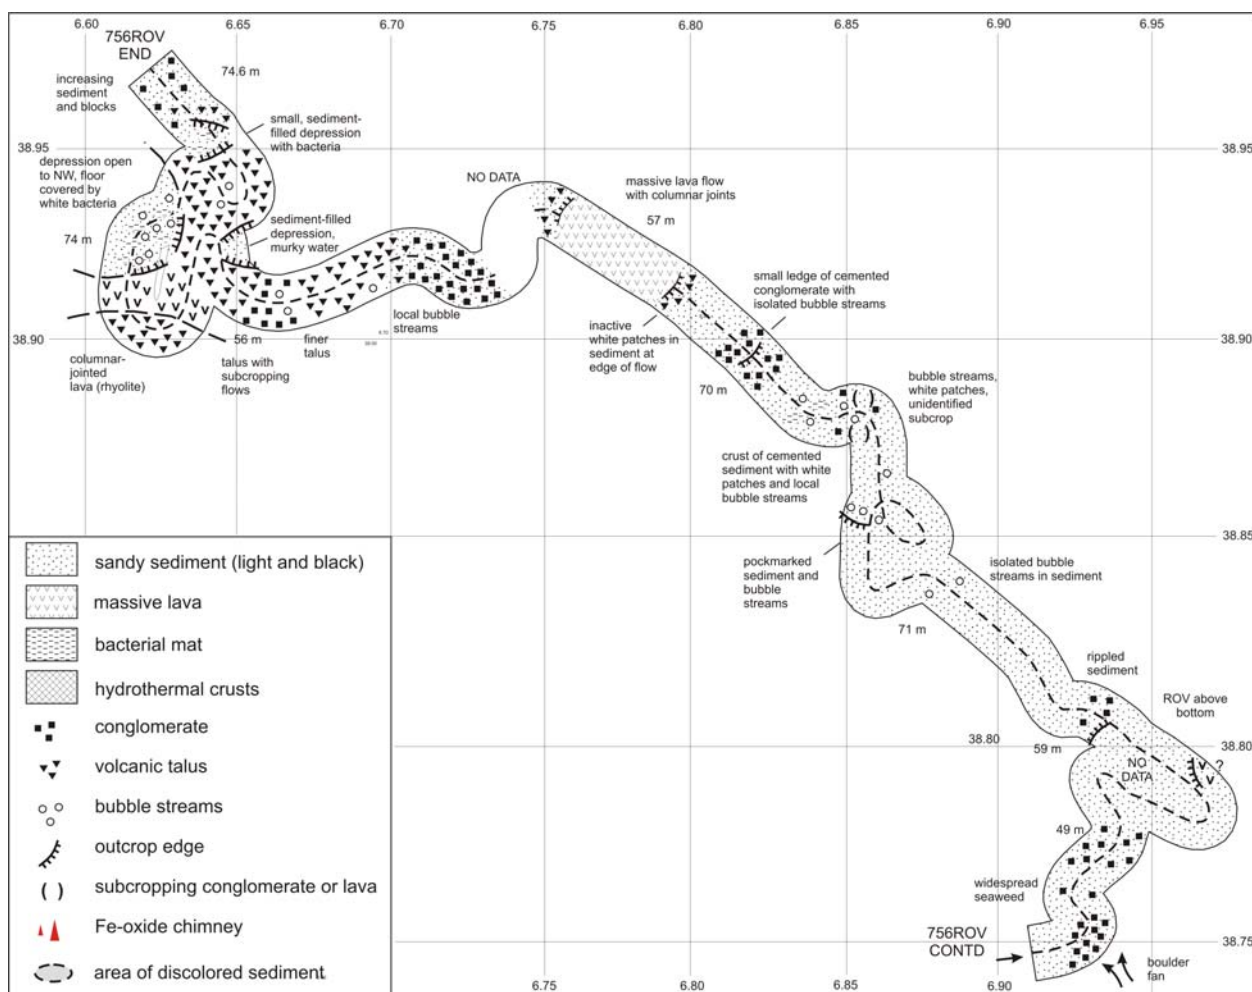 6.60
6.65
6.70
6.75
6.80
6.85
6.90
6.95
756ROV
END
74.6 m
increasing
sediment
and blocks
small, sediment-
filled depression
with bacteria
38.95
38.95
depression open
to NW, floor
covered by
white bacteria
NO DATA
massive lava flow
with columnar joints
57 m
sediment-filled
depression,
murky water
74 m
small ledge of cemented
conglomerate with
isolated bubble streams
local bubble
streams
inactive
white patches in
sediment at
edge of flow
38.90
38.90
56 m
finer
talus
6.70
columnar-
jointed
lava (rhyolite)
talus with
subcropping
flows
70 m
bubble streams,
white patches,
unidentified
subcrop
crust of cemented
sediment with white
patches and local
bubble streams
38.85
pockmarked
sediment and
bubble
streams
isolated bubble
streams in sediment
71 m
rippled
sediment
ROV above
bottom
38.80
38.80
59 m
NO
DATA
?
49 m
widespread
seaweed
756ROV
CONTD
38.75
boulder
fan
6.75
6.80
6.85
6.90
sandy sediment (light and black)
massive lava
bacterial mat
hydrothermal crusts
conglomerate
volcanic talus
bubble streams
outcrop edge
subcropping conglomerate or lava
Fe-oxide chimney
area of discolored sediment